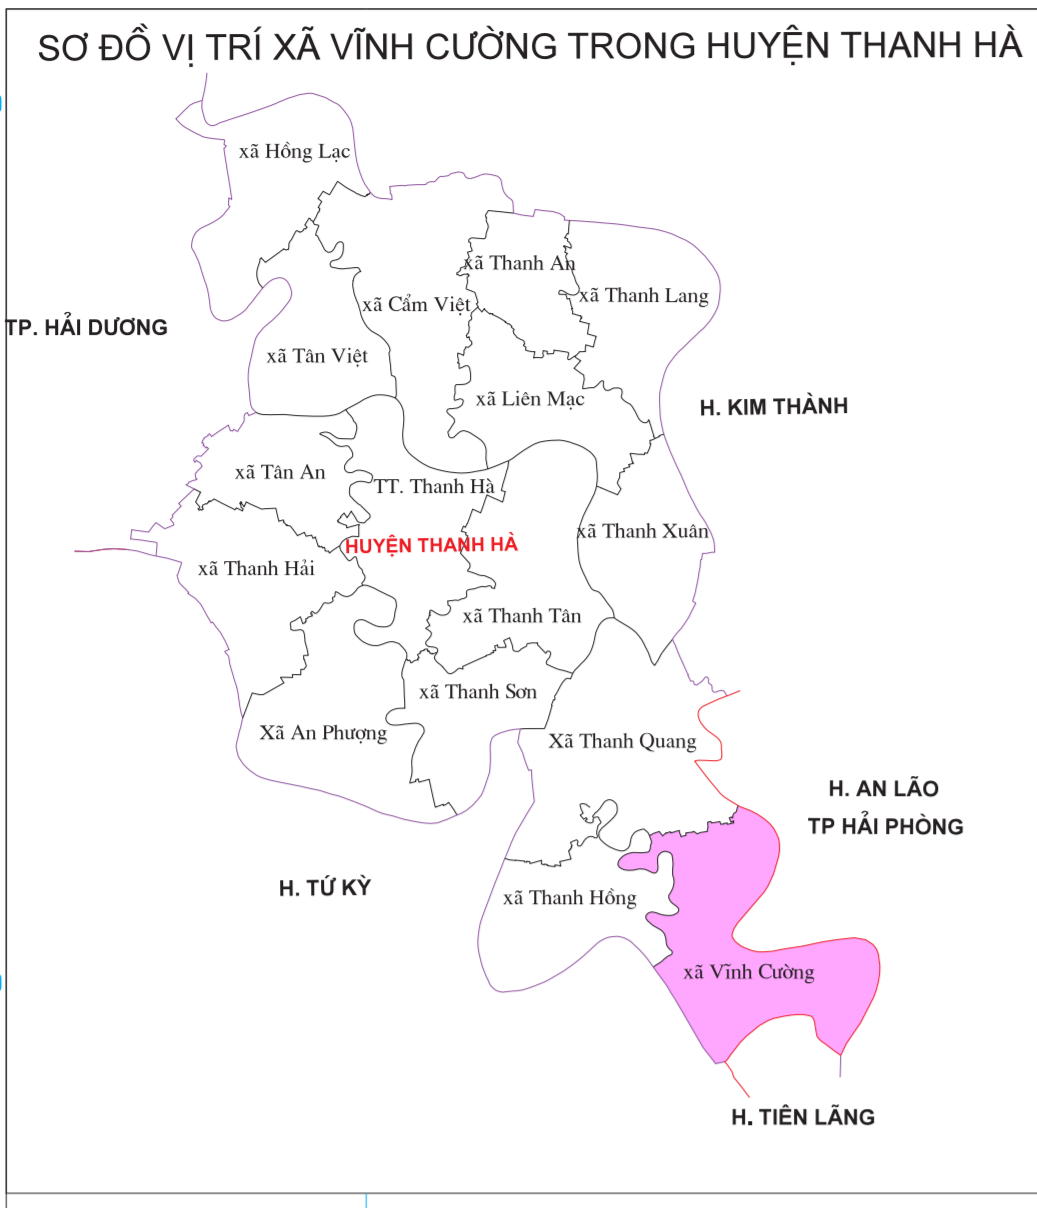 SƠ ĐỒ VỊ TRÍ XÃ VĨNH CƯỜNG TRONG HUYỆN THANH HÀ
xã Hồng Lạc
xã Thanh An
xã Thanh Lang
xã Cẩm Việt
TP. HẢI DƯƠNG
xã Tân Việt
xã Liên Mạc
H. KIM THÀNH
xã Tân An
TT. Thanh Hà
xã Thanh Xuân
HUYỆN THANH HÀ
xã Thanh Hải
xã Thanh Tân
xã Thanh Sơn
Xã An Phượng
Xã Thanh Quang
H. AN LÃO
TP HẢI PHÒNG
H. TỨ KỲ
xã Thanh Hồng
xã Vĩnh Cường
H. TIÊN LÃNG